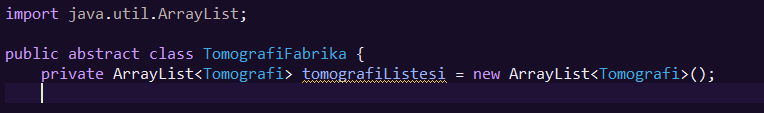 import java.util.ArrayList;
public abstract class TomografiFabrika {
private ArrayList<Tomografi> tomografiListesi = new ArrayList<Tomografi>();